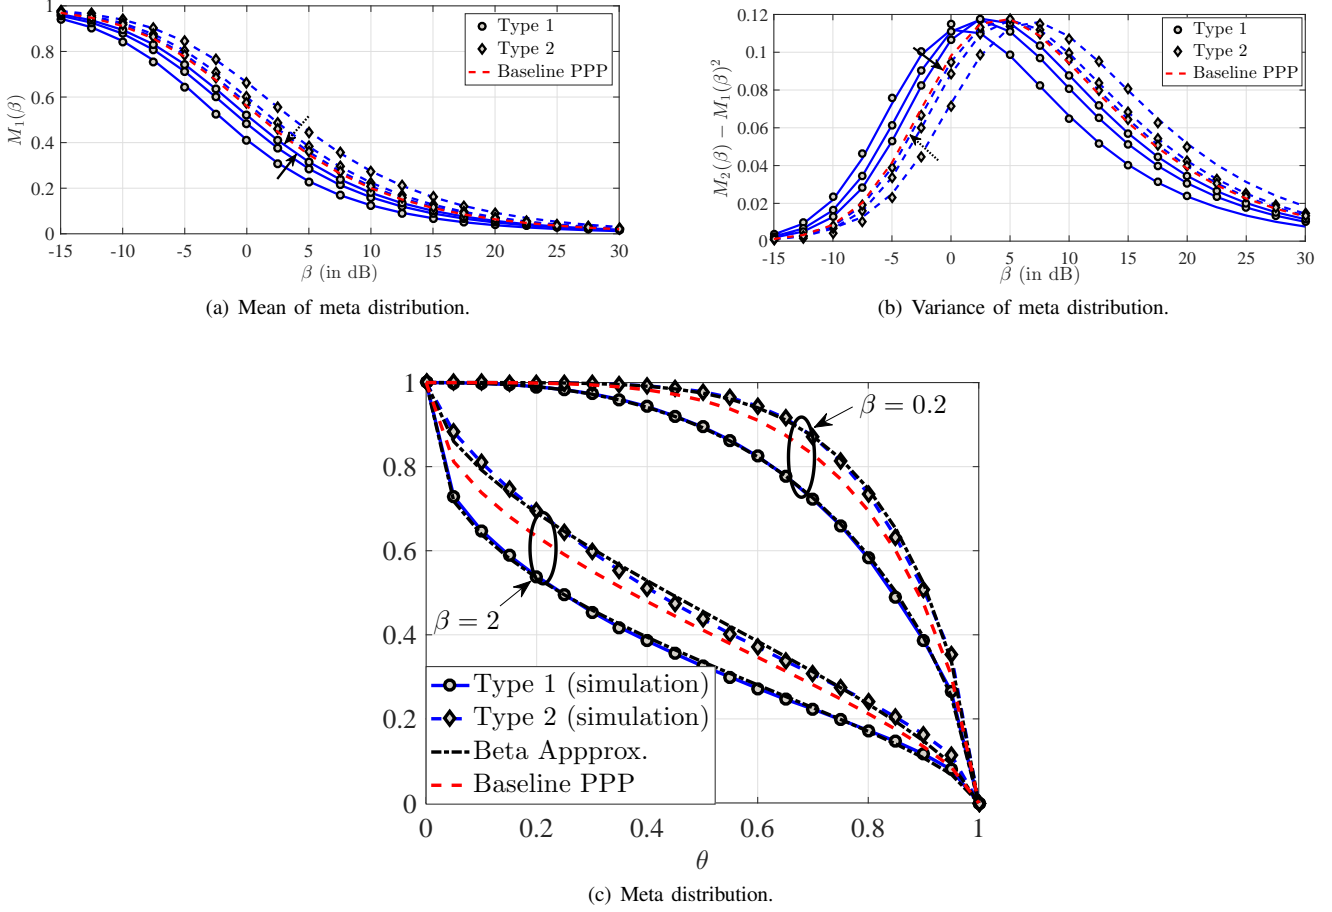 1
0.8
0.6
0.4
0.2
0
M₁(β)
-15 -10 -5 0 5 10 15 20 25 30
β (in dB)
Type 1
Type 2
Baseline PPP
(a) Mean of meta distribution.
0.12
0.1
0.08
0.06
0.04
0.02
0
M₂(β) − M₁(β)²
-15 -10 -5 0 5 10 15 20 25 30
β (in dB)
Type 1
Type 2
Baseline PPP
(b) Variance of meta distribution.
1
0.8
0.6
0.4
0.2
0
β = 0.2
β = 2
Type 1 (simulation)
Type 2 (simulation)
Beta Appprox.
Baseline PPP
0 0.2 0.4 0.6 0.8 1
θ
(c) Meta distribution.